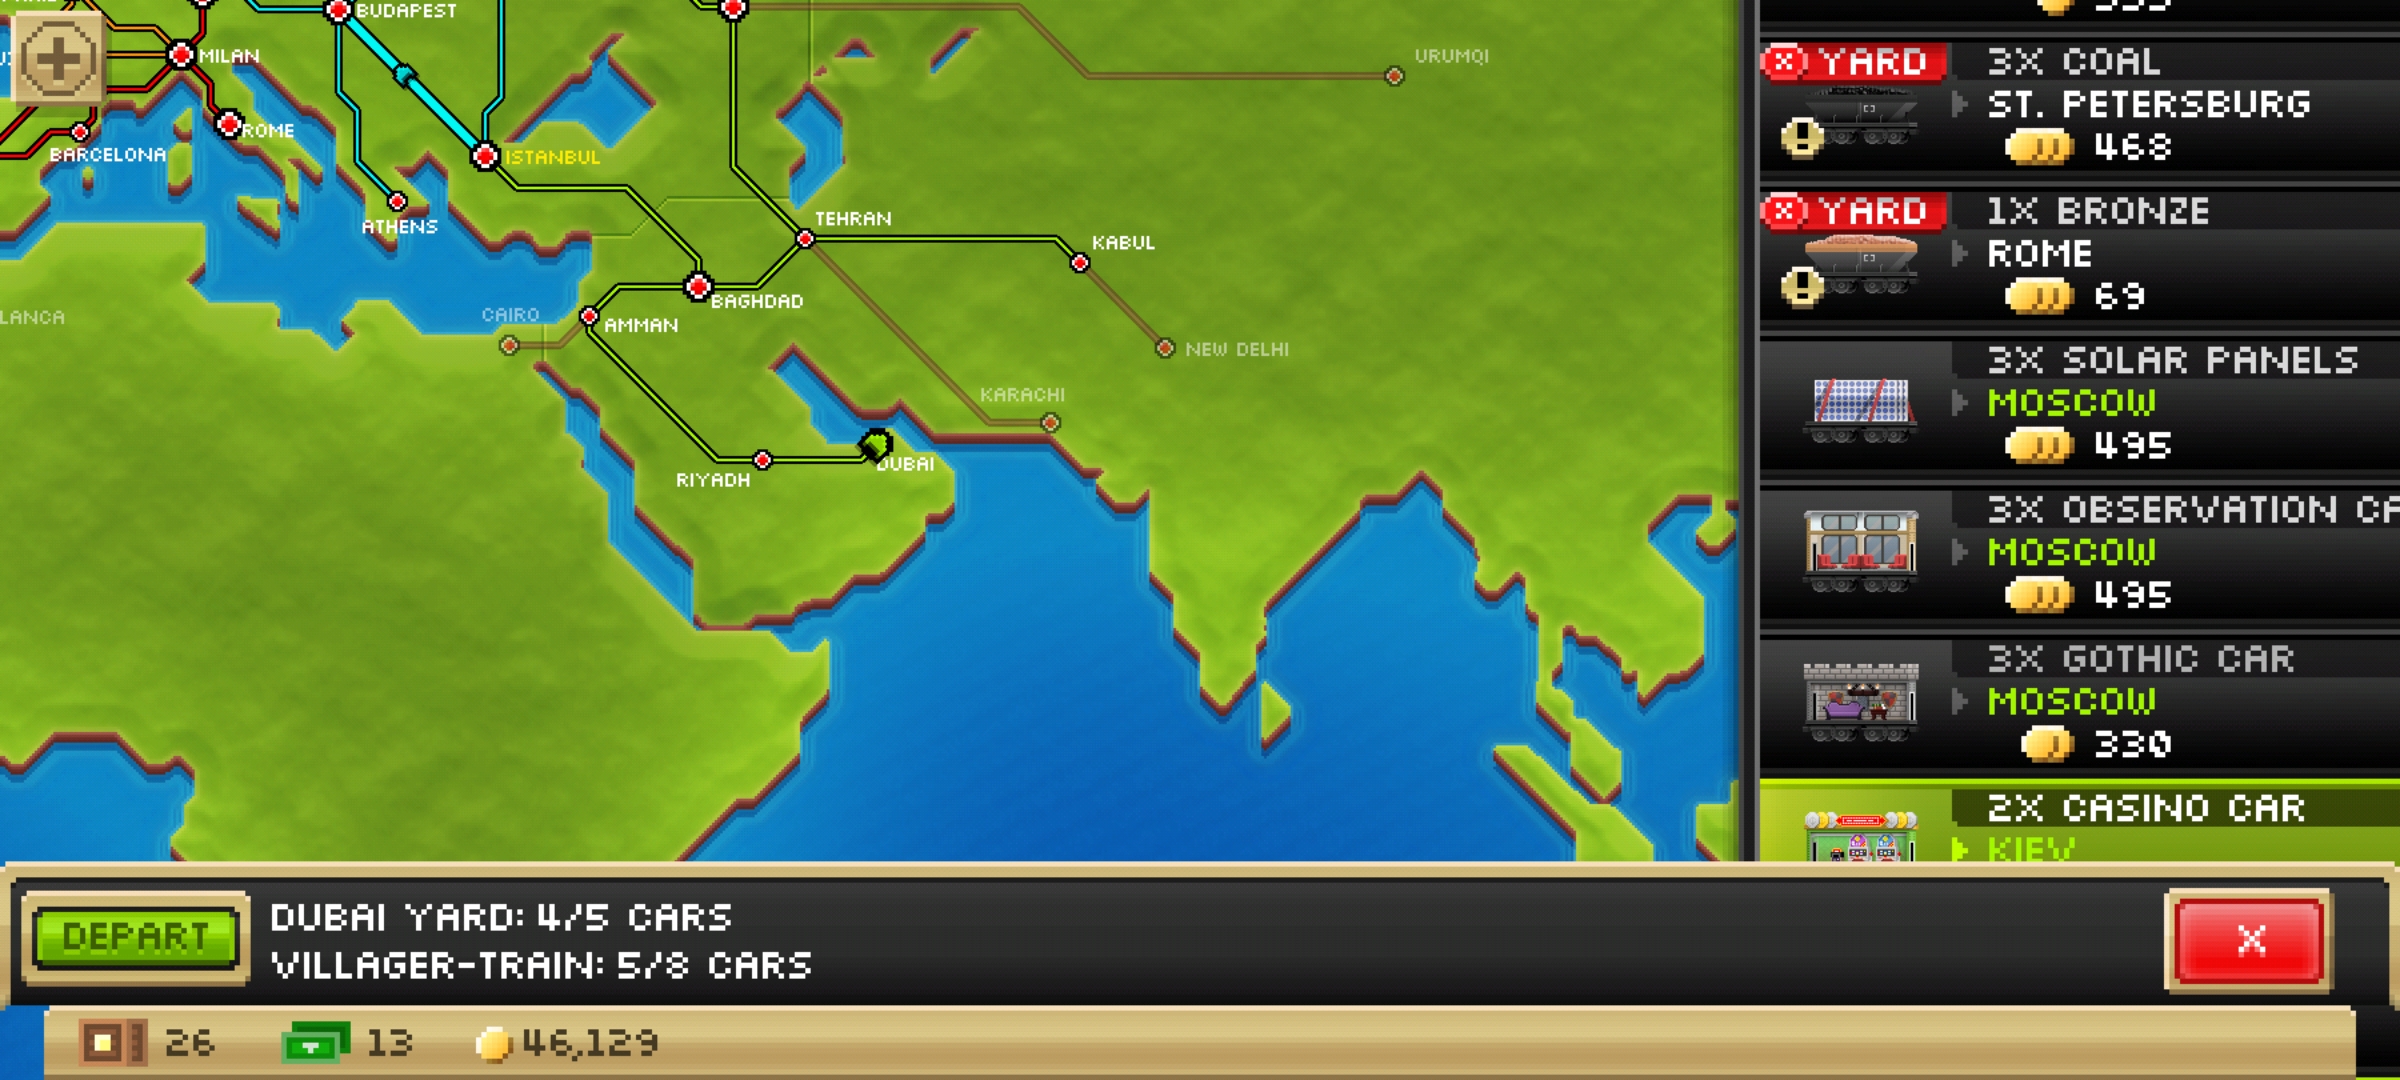 BUDAPEST
MILAN
ROME
BARCELONA
ISTANBUL
ATHENS
URUMQI
TEHRAN
KABUL
BAGHDAD
CAIRO
AMMAN
LANCA
NEW DELHI
KARACHI
RIYADH
DUBAI
YARD
3X COAL
ST. PETERSBURG
468
YARD
1X BRONZE
ROME
69
3X SOLAR PANELS
MOSCOW
495
3X OBSERVATION CA
MOSCOW
495
3X GOTHIC CAR
MOSCOW
330
2X CASINO CAR
KIEV
DEPART
DUBAI YARD: 4/5 CARS
VILLAGER-TRAIN: 5/8 CARS
X
26
13
46,129